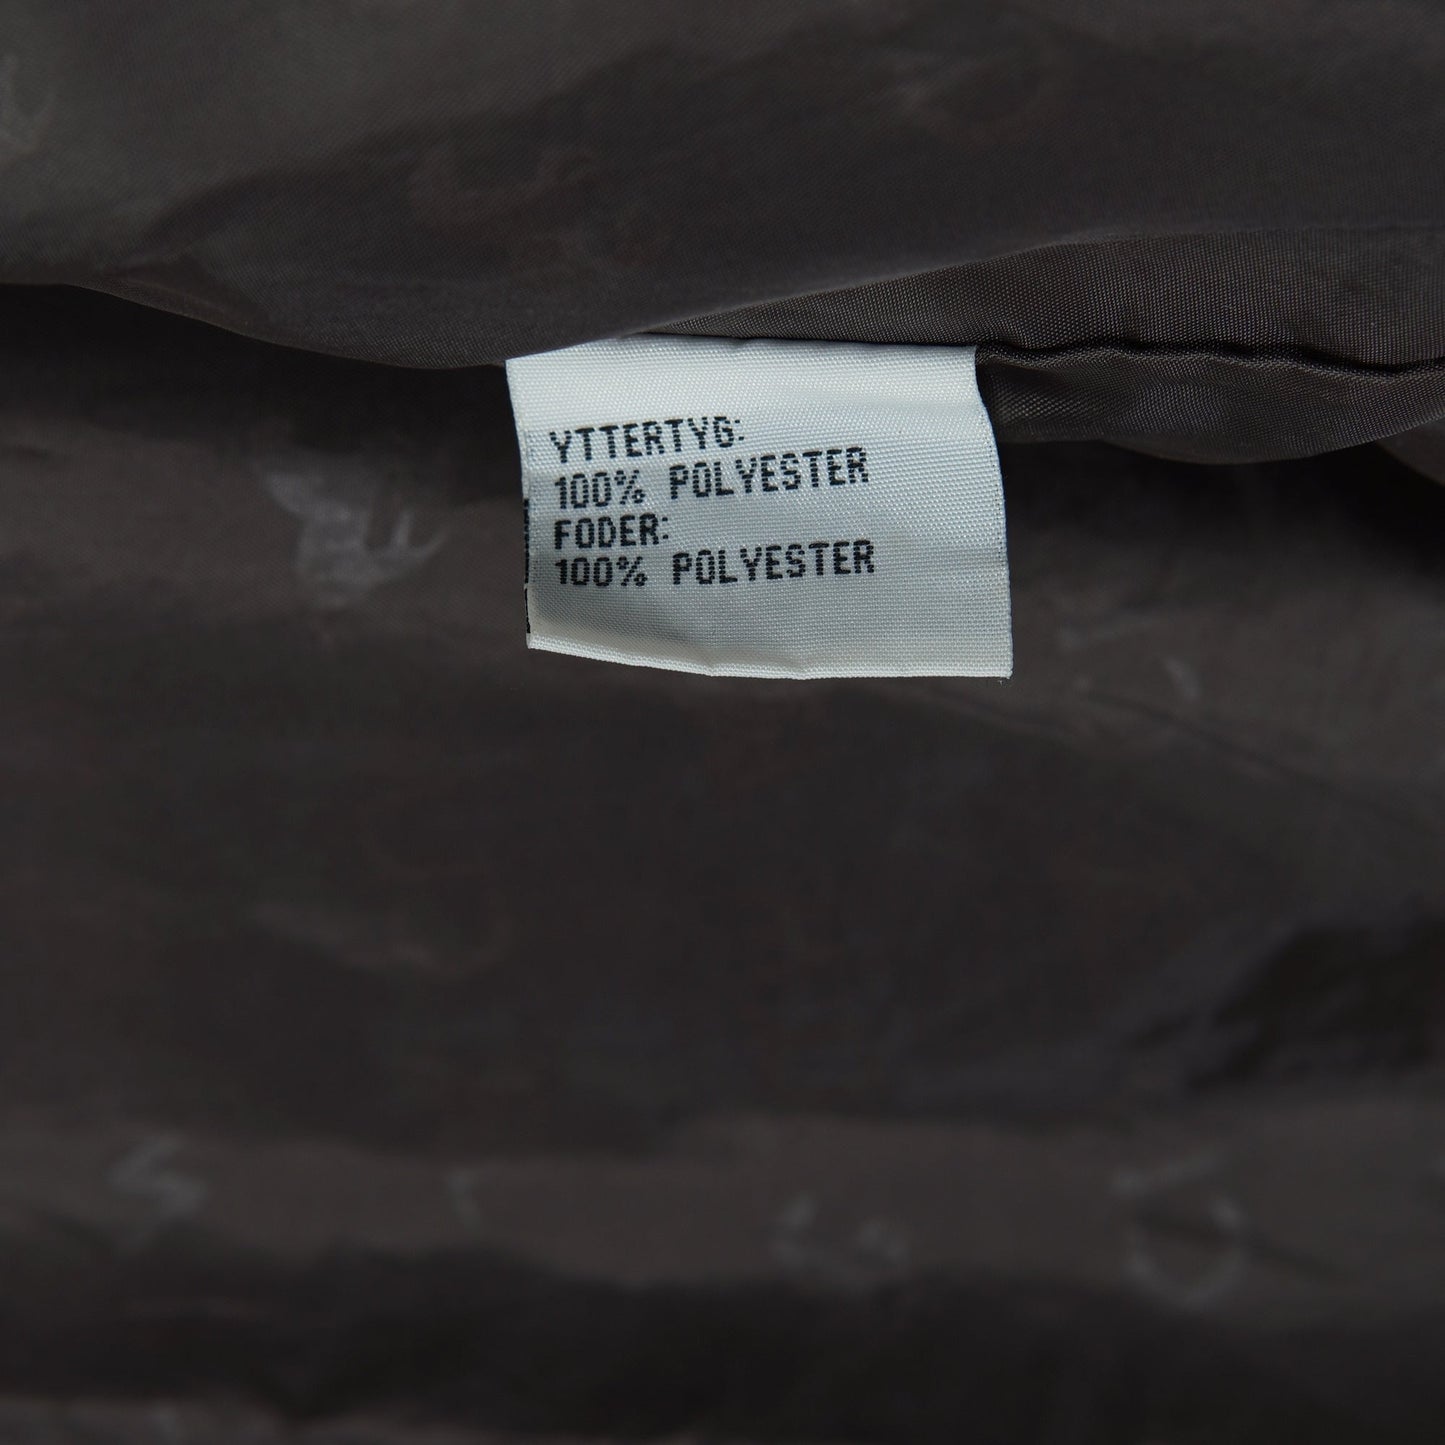 YTTERTYG:
100% POLYESTER
FODER:
100% POLYESTER